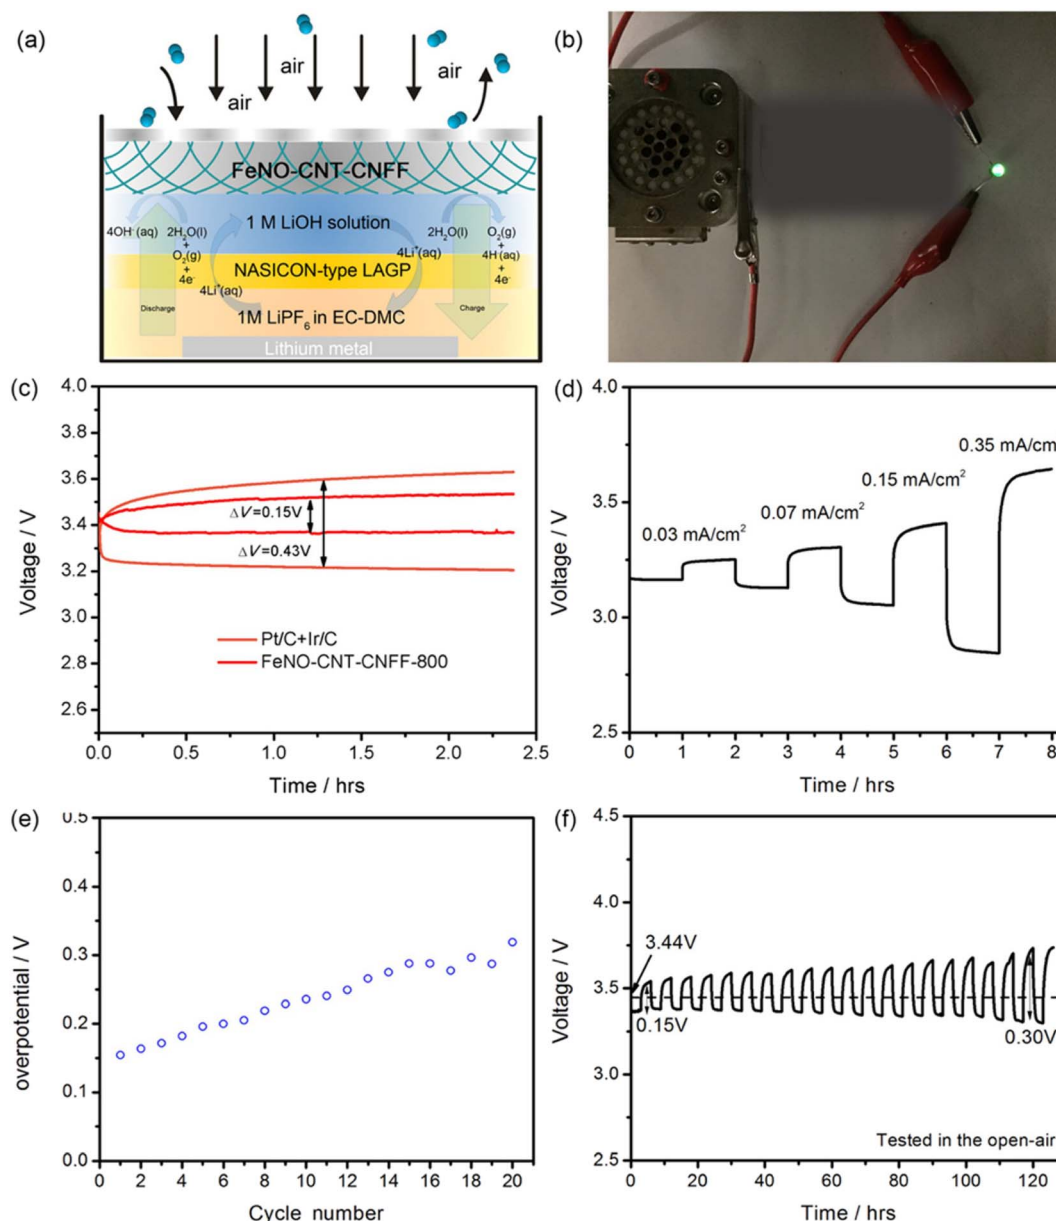 (a)
air
air
air
FeNO-CNT-CNFF
1 M LiOH solution
4OH⁻(aq) 2H₂O(l)
+
O₂(g)
+
4e⁻
4Li⁺(aq)
2H₂O(l) O₂(g)
+
4H⁺(aq)
+
4e⁻
4Li⁺(aq)
NASICON-type LAGP
Discharge
Charge
1M LiPF₆ in EC-DMC
Lithium metal
(b)
(c)
4.0
3.8
3.6
3.4
3.2
3.0
2.8
2.6
Voltage / V
ΔV=0.15V
ΔV=0.43V
Pt/C+Ir/C
FeNO-CNT-CNFF-800
0.0 0.5 1.0 1.5 2.0 2.5
Time / hrs
(d)
4.0
3.5
3.0
2.5
Voltage / V
0.03 mA/cm²
0.07 mA/cm²
0.15 mA/cm²
0.35 mA/cm
0 1 2 3 4 5 6 7 8
Time / hrs
(e)
0.5
0.4
0.3
0.2
0.1
0.0
overpotential / V
0 2 4 6 8 10 12 14 16 18 20
Cycle number
(f)
4.5
4.0
3.5
3.0
2.5
Voltage / V
3.44V
0.15V
0.30V
Tested in the open-air
0 10 20 30 40 50 60 70 80 90 100 120
Time / hrs